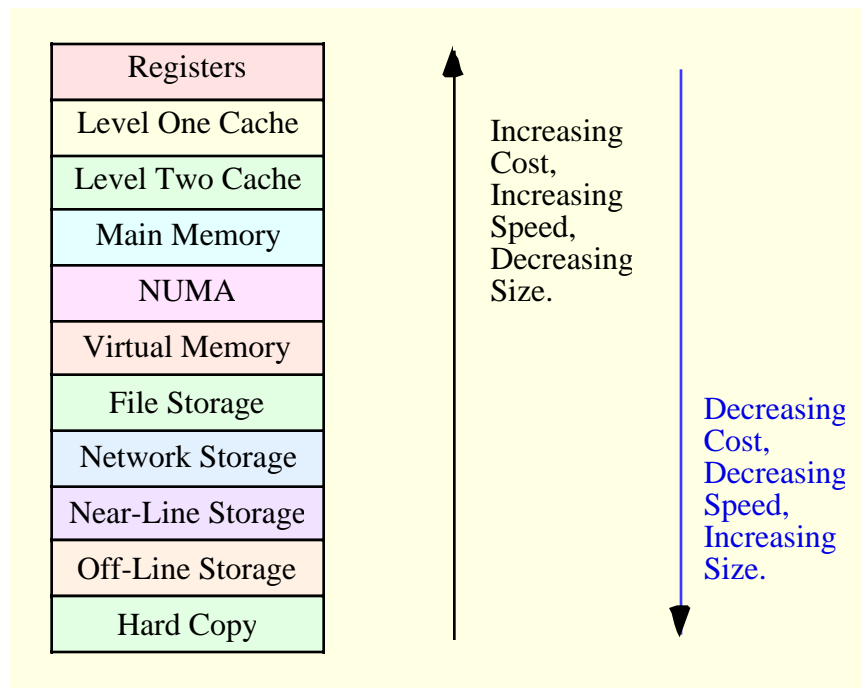 Registers
Level One Cache
Level Two Cache
Main Memory
NUMA
Virtual Memory
File Storage
Network Storage
Near-Line Storage
Off-Line Storage
Hard Copy
Increasing
Cost,
Increasing
Speed,
Decreasing
Size.
Decreasing
Cost,
Decreasing
Speed,
Increasing
Size.